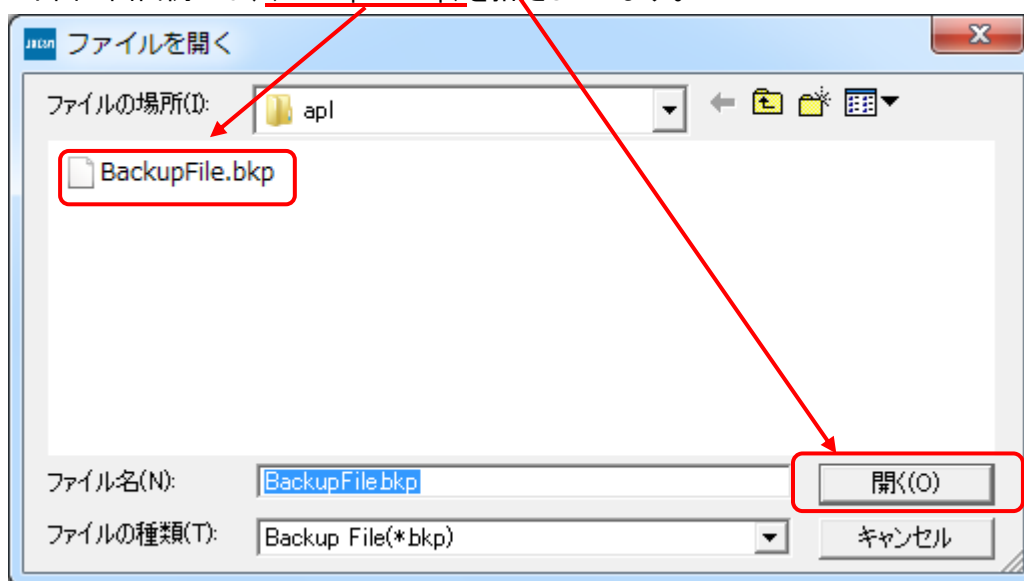 ファイルを開く
ファイルの場所(I):
apl
BackupFile.bkp
ファイル名(N):
BackupFile.bkp
開く(O)
ファイルの種類(T):
Backup File(*.bkp)
キャンセル